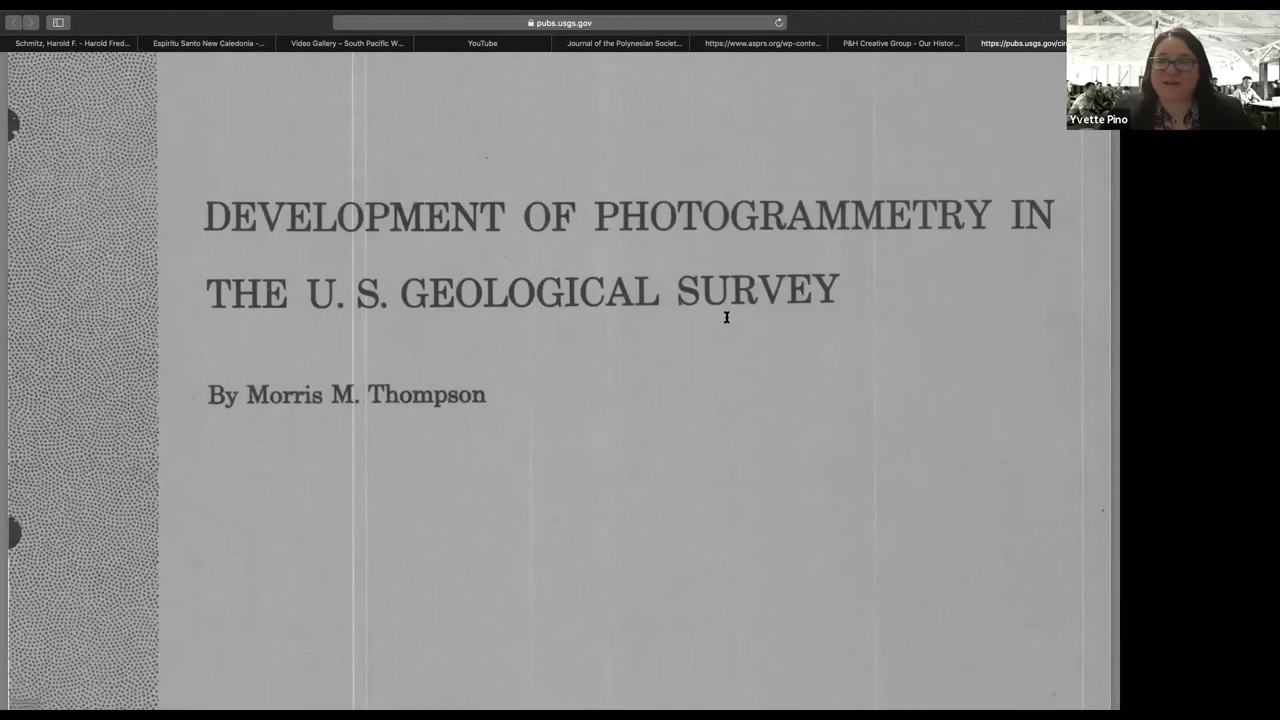 pubs.usgs.gov
Schmitz, Harold F. - Harold Fred...
Espiritu Santo New Caledonia -...
Video Gallery – South Pacific W...
YouTube
Journal of the Polynesian Societ...
https://www.asprs.org/wp-conte...
P&H Creative Group - Our Histor...
https://pubs.usgs.gov/cir
Yvette Pino
DEVELOPMENT OF PHOTOGRAMMETRY IN
THE U. S. GEOLOGICAL SURVEY
By Morris M. Thompson